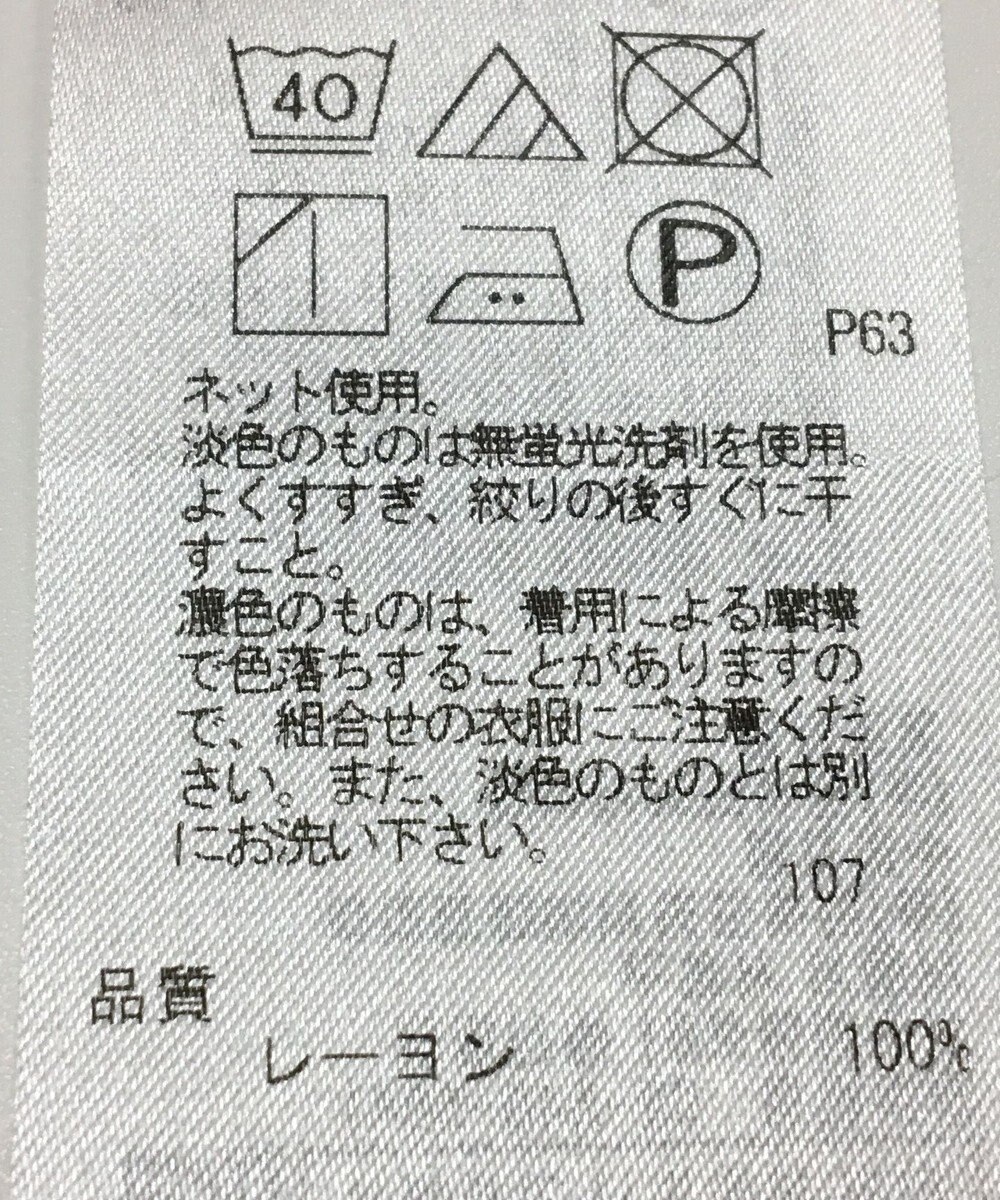 40
P
P63
ネット使用。
淡色のものは無蛍光洗剤を使用。
よくすすぎ、絞りの後すぐに干
すこと。
濃色のものは、着用による摩擦
で色落ちすることがありますの
で、組合せの衣服にご注意くだ
さい。また、淡色のものとは別
にお洗い下さい。
107
品質
レーヨン 100%